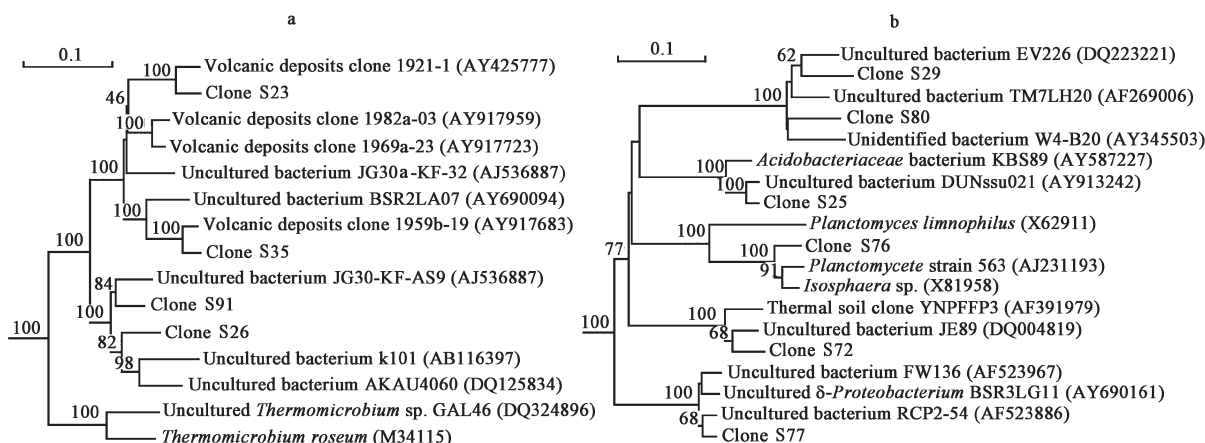 a
0.1
100
Volcanic deposits clone 1921-1 (AY425777)
Clone S23
46
100
Volcanic deposits clone 1982a-03 (AY917959)
Volcanic deposits clone 1969a-23 (AY917723)
100
Uncultured bacterium JG30a-KF-32 (AJ536887)
100
Uncultured bacterium BSR2LA07 (AY690094)
100
Volcanic deposits clone 1959b-19 (AY917683)
Clone S35
100
84
Uncultured bacterium JG30-KF-AS9 (AJ536887)
Clone S91
100
Clone S26
82
98
Uncultured bacterium k101 (AB116397)
Uncultured bacterium AKAU4060 (DQ125834)
100
100
Uncultured Thermomicrobium sp. GAL46 (DQ324896)
Thermomicrobium roseum (M34115)
b
0.1
62
Uncultured bacterium EV226 (DQ223221)
Clone S29
100
Uncultured bacterium TM7LH20 (AF269006)
Clone S80
Unidentified bacterium W4-B20 (AY345503)
100
Acidobacteriaceae bacterium KBS89 (AY587227)
100
Uncultured bacterium DUNssu021 (AY913242)
Clone S25
100
Planctomyces limnophilus (X62911)
100
Clone S76
91
Planctomycete strain 563 (AJ231193)
Isosphaera sp. (X81958)
77
100
Thermal soil clone YNPFFP3 (AF391979)
68
Uncultured bacterium JE89 (DQ004819)
Clone S72
100
Uncultured bacterium FW136 (AF523967)
100
Uncultured δ-Proteobacterium BSR3LG11 (AY690161)
68
Uncultured bacterium RCP2-54 (AF523886)
Clone S77